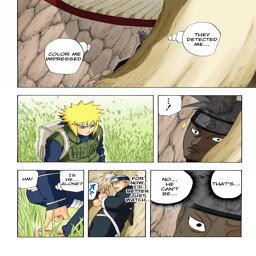 THEY
DETECTED
ME...
COLOR ME
IMPRESSED.
...!
IS
HE...
ALONE?
HM!
FOR
NOW,
I'D
BETTER
JUST
WATCH.
THAT'S...
NO...
HE
CAN'T
BE...